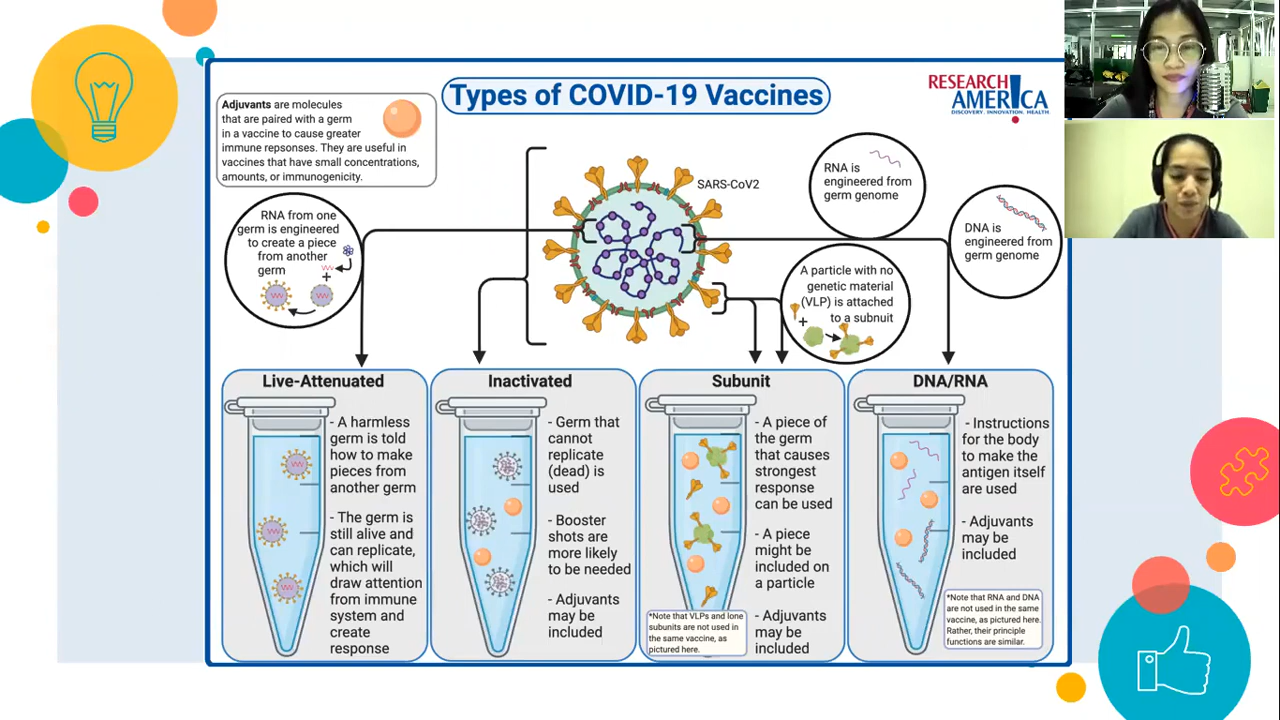 Types of COVID-19 Vaccines
RESEARCH
AMERICA
DISCOVERY. INNOVATION. HEALTH
Adjuvants are molecules
that are paired with a germ
in a vaccine to cause greater
immune repsonses. They are useful in
vaccines that have small concentrations,
amounts, or immunogenicity.
SARS-CoV2
RNA is
engineered from
germ genome
DNA is
engineered from
germ genome
RNA from one
germ is engineered
to create a piece
from another
germ
+
A particle with no
genetic material
(VLP) is attached
to a subnuit
+
Live-Attenuated
- A harmless
germ is told
how to make
pieces from
another germ
- The germ is
still alive and
can replicate,
which will
draw attention
from immune
system and
create
response
Inactivated
- Germ that
cannot
replicate
(dead) is
used
- Booster
shots are
more likely
to be needed
- Adjuvants
may be
included
Subunit
- A piece of
the germ
that causes
strongest
response
can be used
- A piece
might be
included on
a particle
- Adjuvants
may be
included
*Note that VLPs and lone
subunits are not used in
the same vaccine, as
pictured here.
DNA/RNA
- Instructions
for the body
to make the
antigen itself
are used
- Adjuvants
may be
included
*Note that RNA and DNA
are not used in the same
vaccine, as pictured here.
Rather, their principle
functions are similar.